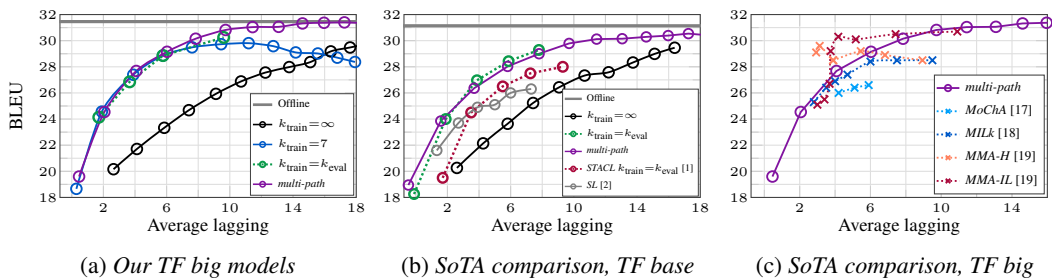 BLEU
32
30
28
26
24
22
20
18
2
6
10
14
18
Offline
k_train=∞
k_train=7
k_train=k_eval
multi-path
Average lagging
(a) Our TF big models
32
30
28
26
24
22
20
18
2
6
10
14
18
Offline
k_train=∞
k_train=k_eval
multi-path
STACL k_train=k_eval [1]
SL [2]
Average lagging
(b) SoTA comparison, TF base
32
30
28
26
24
22
20
18
2
6
10
14
multi-path
MoChA [17]
MILk [18]
MMA-H [19]
MMA-IL [19]
Average lagging
(c) SoTA comparison, TF big